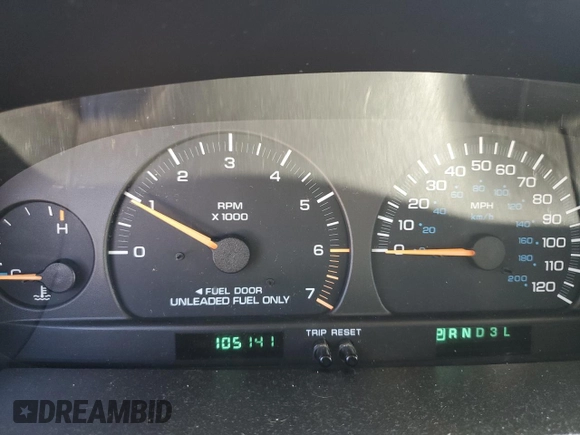 H
C
0 1 2 3 4 5 6 7
RPM
X 1000
◄ FUEL DOOR
UNLEADED FUEL ONLY
0 10 20 30 40 50 60 70 80 90 100 110 120
MPH
km/h
20 40 60 80 100 120 140 160 180 200
105141
TRIP RESET
P R N D 3 L
DREAMBID